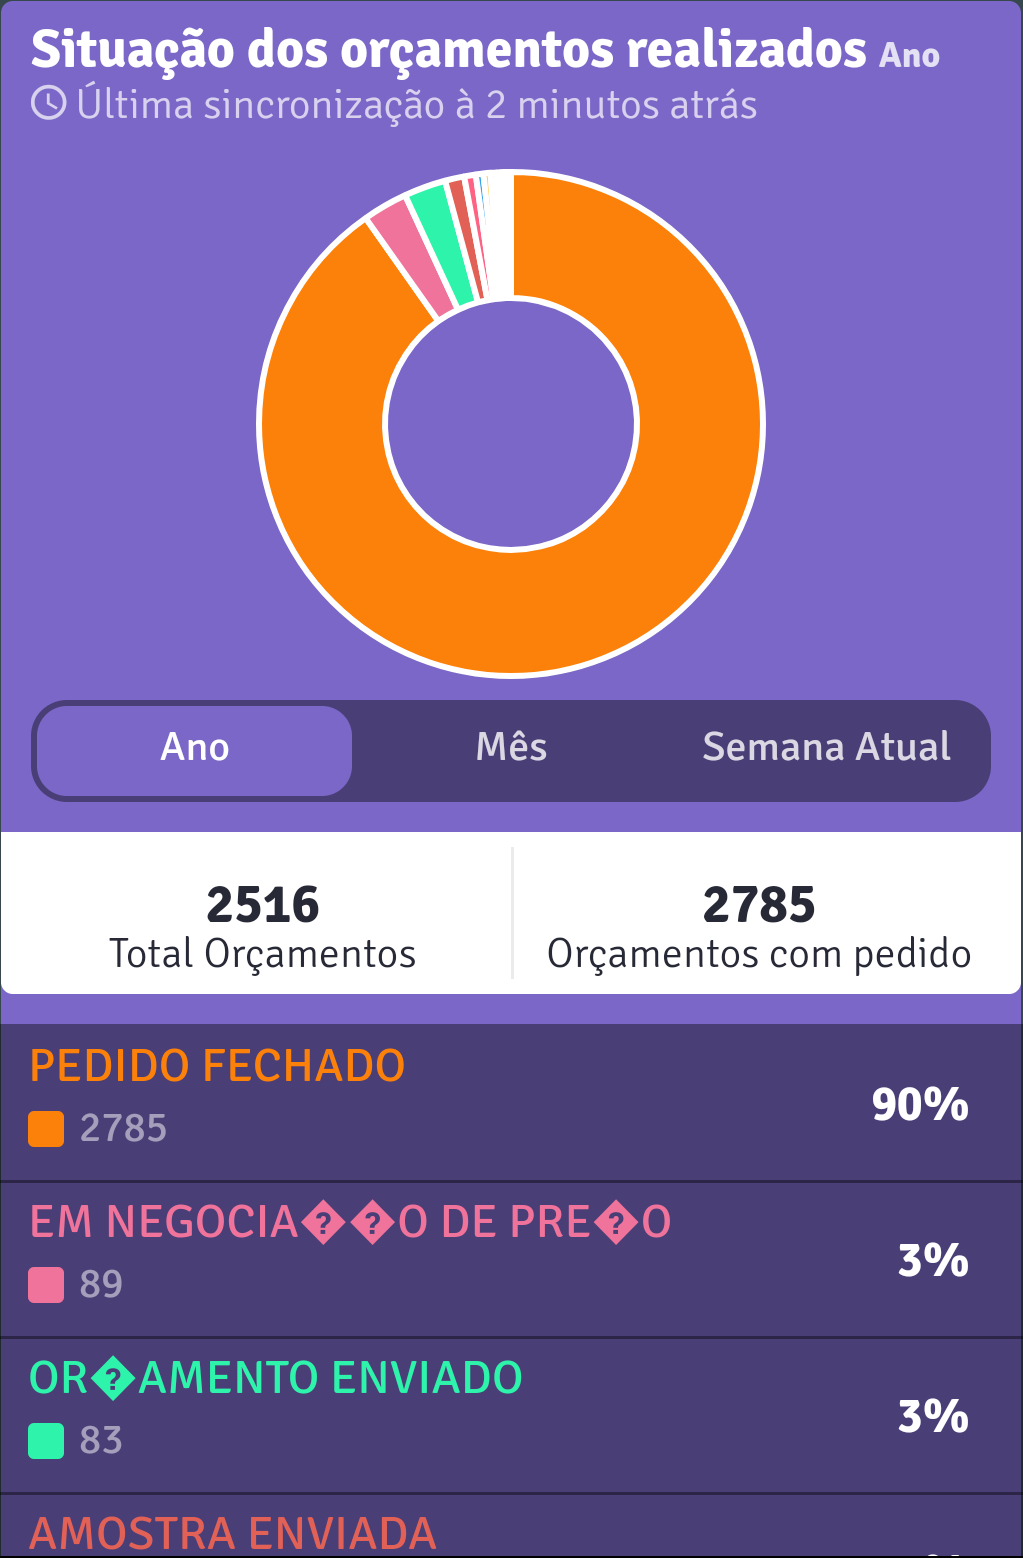 Situação dos orçamentos realizados Ano
Última sincronização à 2 minutos atrás
Ano Mês Semana Atual
2516 2785
Total Orçamentos Orçamentos com pedido
PEDIDO FECHADO
2785 90%
EM NEGOCIA��O DE PRE�O
89 3%
OR�AMENTO ENVIADO
83 3%
AMOSTRA ENVIADA